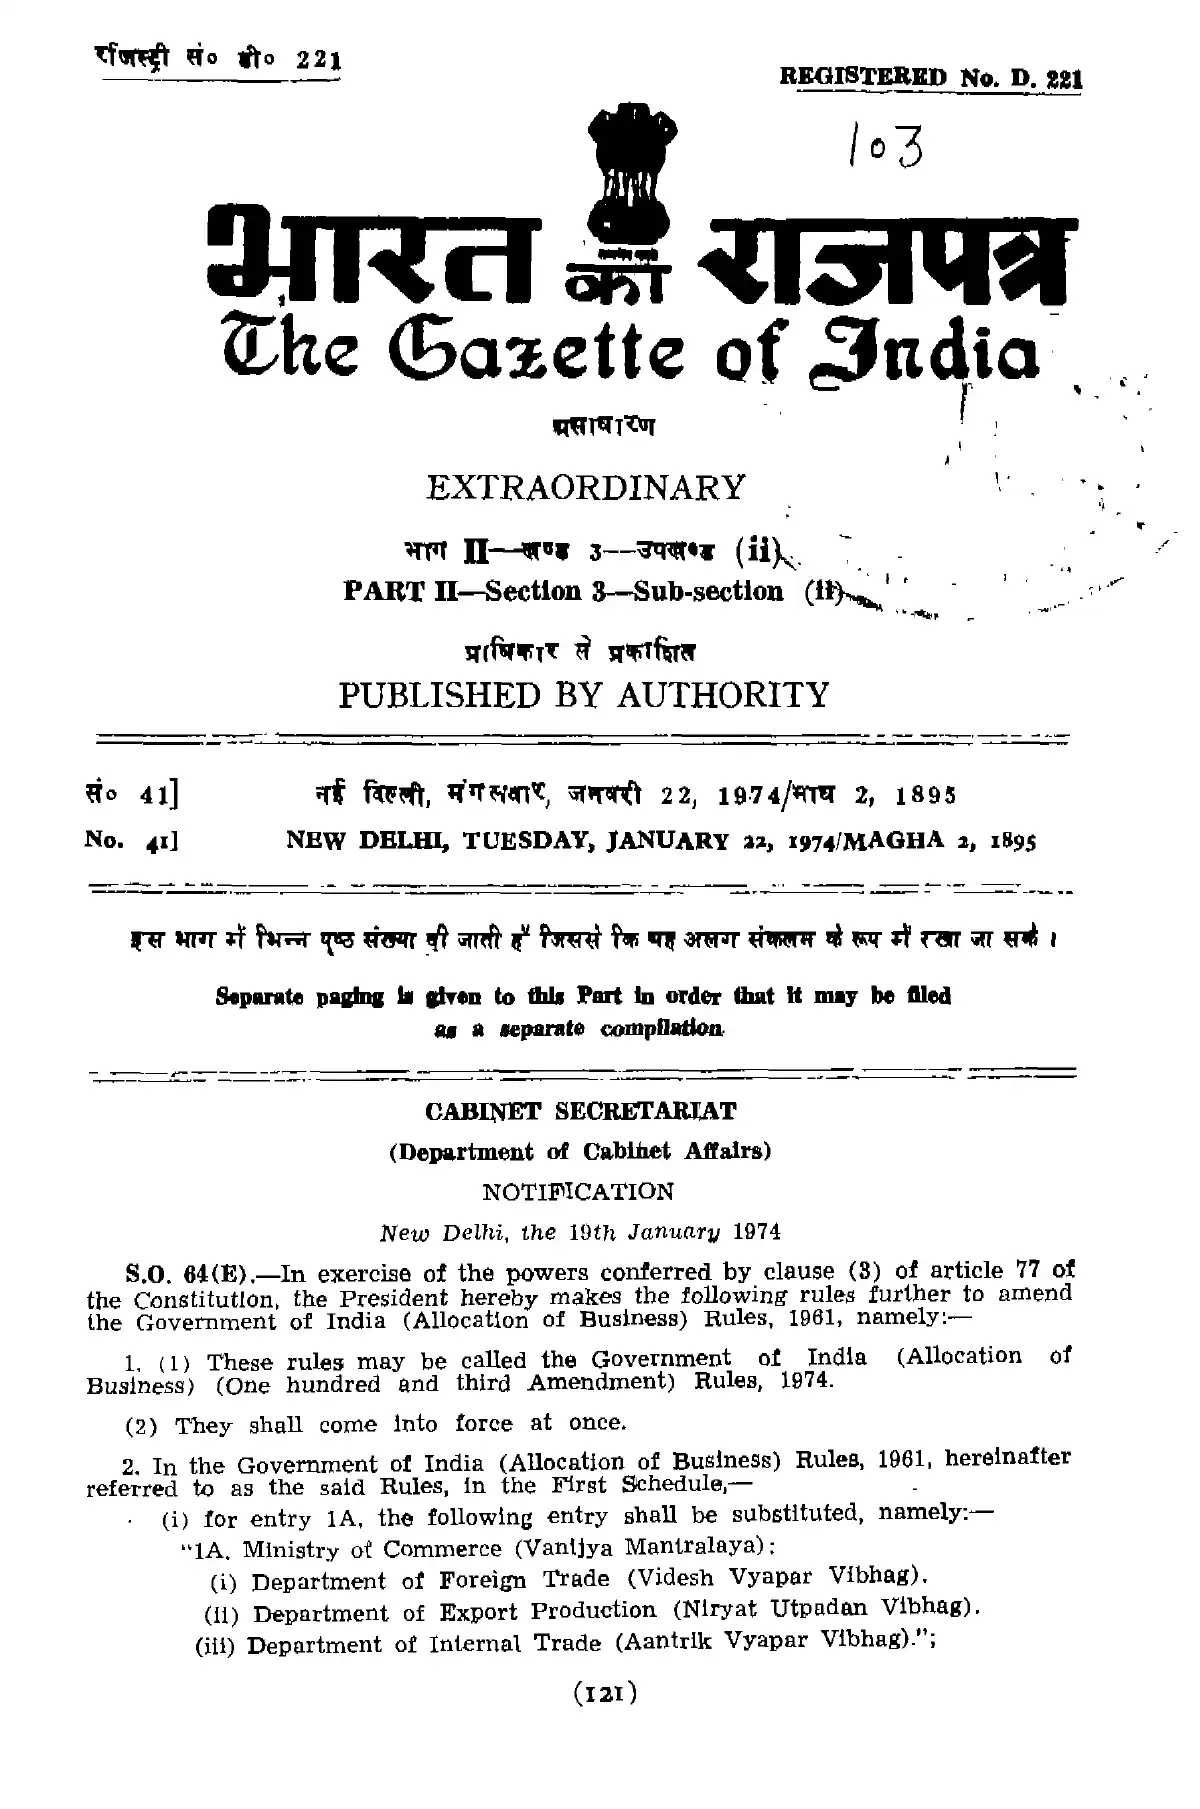 रजिस्ट्री सं० डी० 221
REGISTERED No. D. 221
103
भारत का राजपत्र
The Gazette of India
असाधारण
EXTRAORDINARY
भाग II—खण्ड 3—उपखण्ड (ii)
PART II—Section 3—Sub-section (ii)
प्राधिकार से प्रकाशित
PUBLISHED BY AUTHORITY
सं० 41] नई दिल्ली, मंगलवार, जनवरी 22, 1974/माघ 2, 1895
No. 41] NEW DELHI, TUESDAY, JANUARY 22, 1974/MAGHA 2, 1895
इस भाग में भिन्न पृष्ठ संख्या दी जाती है जिससे कि यह अलग संकलन के रूप में रखा जा सके ।
Separate paging is given to this Part in order that it may be filed
as a separate compilation
CABINET SECRETARIAT
(Department of Cabinet Affairs)
NOTIFICATION
New Delhi, the 19th January 1974
S.O. 64(E).—In exercise of the powers conferred by clause (3) of article 77 of
the Constitution, the President hereby makes the following rules further to amend
the Government of India (Allocation of Business) Rules, 1961, namely:—
1. (1) These rules may be called the Government of India (Allocation of
Business) (One hundred and third Amendment) Rules, 1974.
(2) They shall come into force at once.
2. In the Government of India (Allocation of Business) Rules, 1961, hereinafter
referred to as the said Rules, in the First Schedule,—
(i) for entry 1A, the following entry shall be substituted, namely:—
"1A. Ministry of Commerce (Vanijya Mantralaya):
(i) Department of Foreign Trade (Videsh Vyapar Vibhag).
(ii) Department of Export Production (Niryat Utpadan Vibhag).
(iii) Department of Internal Trade (Aantrik Vyapar Vibhag).";
(121)